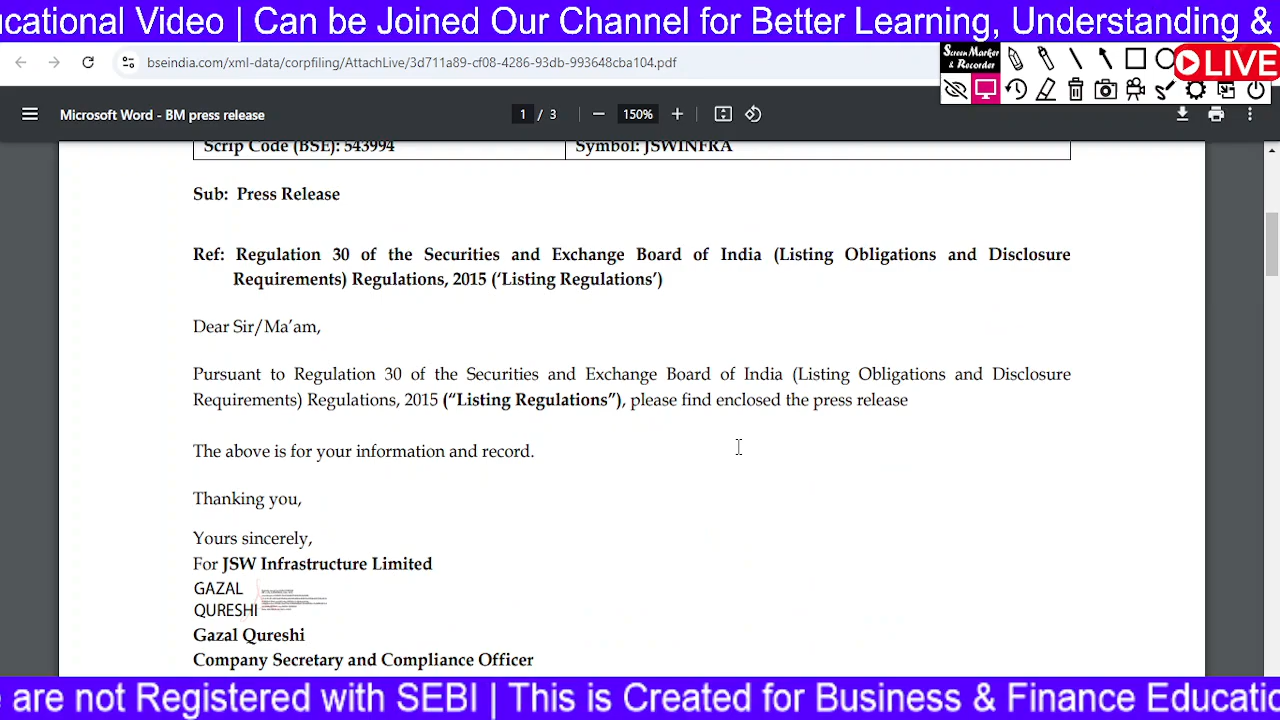 cational Video | Can be Joined Our Channel for Better Learning, Understanding &
bseindia.com/xml-data/corpfiling/AttachLive/3d711a89-cf08-4286-93db-993648cba104.pdf
Screen Marker
& Recorder
LIVE
Microsoft Word - BM press release
1 / 3
150%
Scrip Code (BSE): 543994
Symbol: JSWINFRA
Sub: Press Release
Ref: Regulation 30 of the Securities and Exchange Board of India (Listing Obligations and Disclosure
Requirements) Regulations, 2015 (‘Listing Regulations’)
Dear Sir/Ma’am,
Pursuant to Regulation 30 of the Securities and Exchange Board of India (Listing Obligations and Disclosure
Requirements) Regulations, 2015 (“Listing Regulations”), please find enclosed the press release
The above is for your information and record.
Thanking you,
Yours sincerely,
For JSW Infrastructure Limited
GAZAL
QURESHI
Gazal Qureshi
Company Secretary and Compliance Officer
e are not Registered with SEBI | This is Created for Business & Finance Educatio